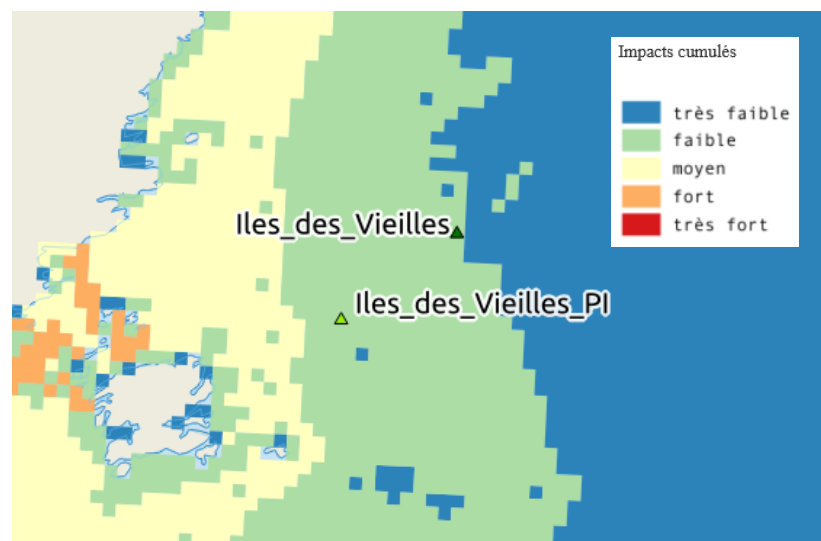 Impacts cumulés
très faible
faible
moyen
fort
très fort
Iles_des_Vieilles
Iles_des_Vieilles_PI